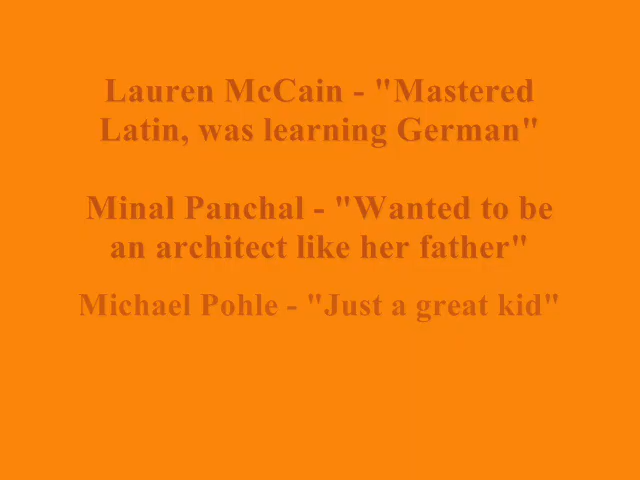 Lauren McCain - "Mastered
Latin, was learning German"
Minal Panchal - "Wanted to be
an architect like her father"
Michael Pohle - "Just a great kid"